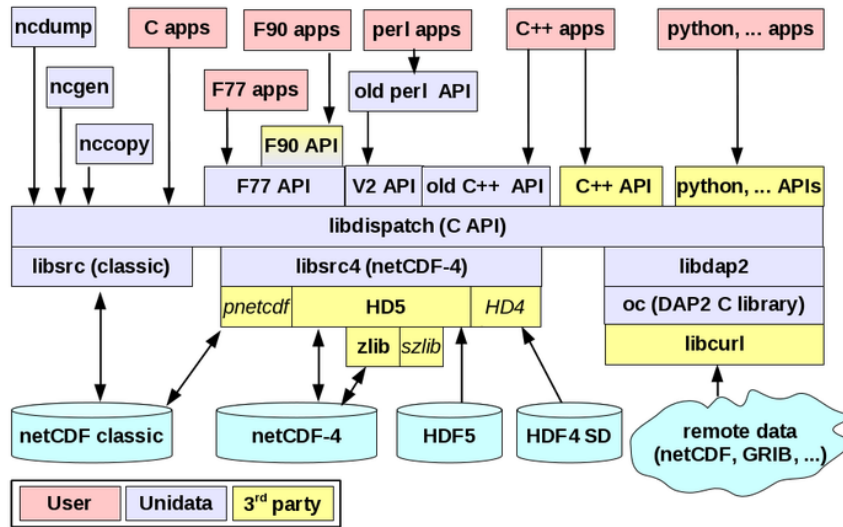 ncdump
C apps
F90 apps
perl apps
C++ apps
python, ... apps
ncgen
F77 apps
old perl API
nccopy
F90 API
F77 API
V2 API
old C++ API
C++ API
python, ... APIs
libdispatch (C API)
libsrc (classic)
libsrc4 (netCDF-4)
libdap2
pnetcdf
HD5
HD4
oc (DAP2 C library)
zlib
szlib
libcurl
netCDF classic
netCDF-4
HDF5
HDF4 SD
remote data
(netCDF, GRIB, ...)
User
Unidata
3rd party